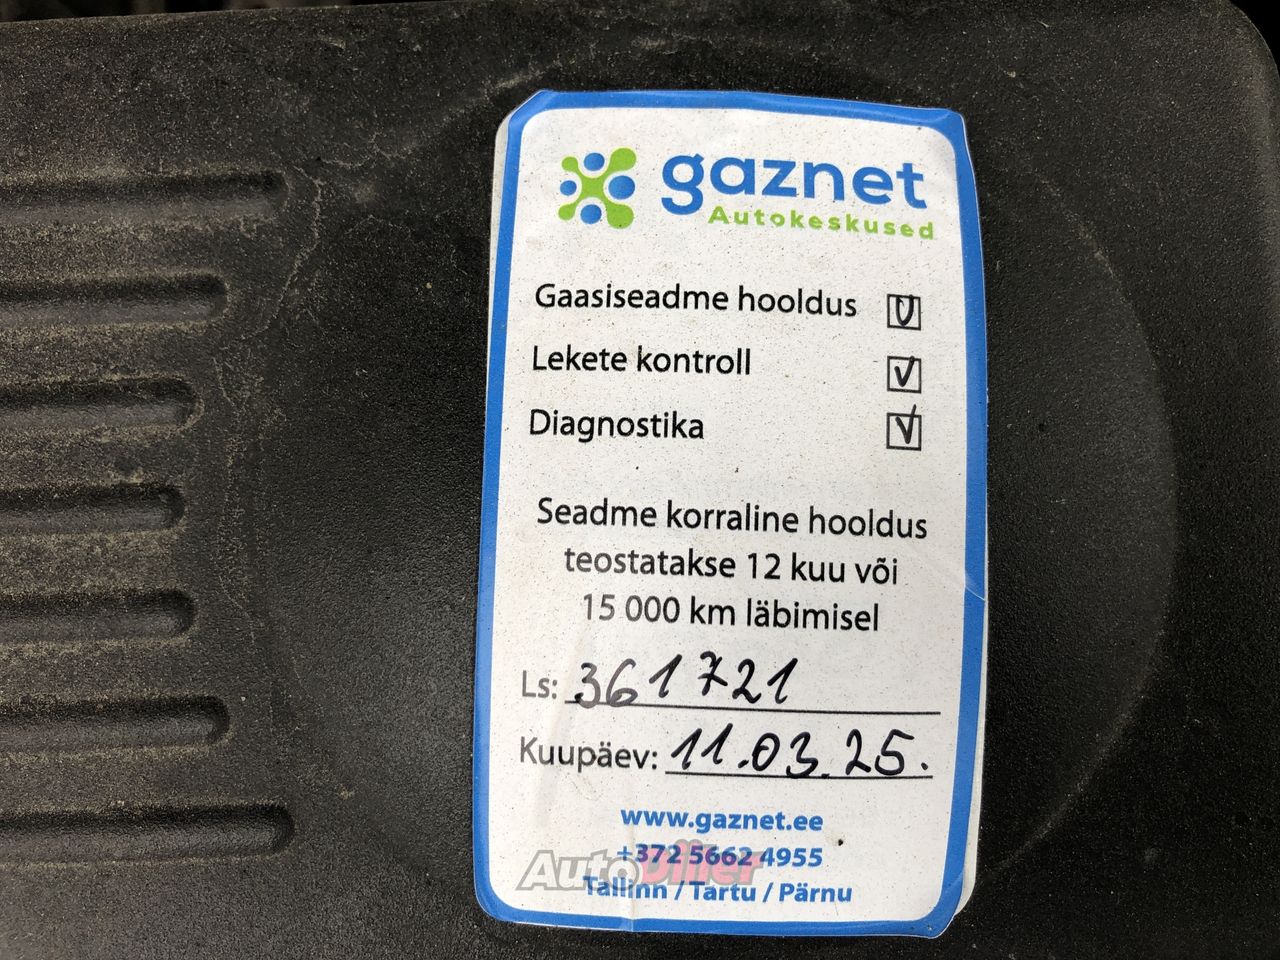 gaznet
Autokeskused
Gaasiseadme hooldus
Lekete kontroll
Diagnostika
Seadme korraline hooldus
teostatakse 12 kuu või
15 000 km läbimisel
Ls: 361721
Kuupäev: 11.03.25.
www.gaznet.ee
+372 5662 4955
AutoDiiler
Tallinn / Tartu / Pärnu